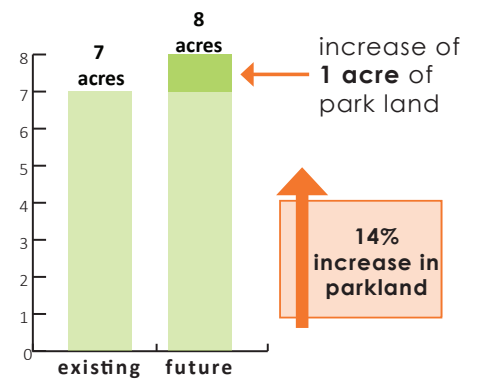 8
acres
7
acres
increase of
1 acre of
park land
8
7
6
5
4
3
2
1
0
14%
increase in
parkland
existing
future